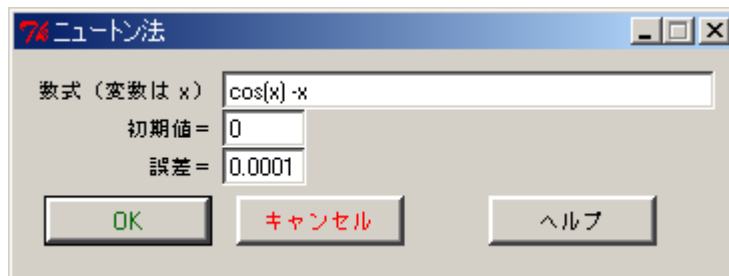 ニュートン法
数式（変数は x） cos(x) -x
初期値＝ 0
誤差＝ 0.0001
OK キャンセル ヘルプ